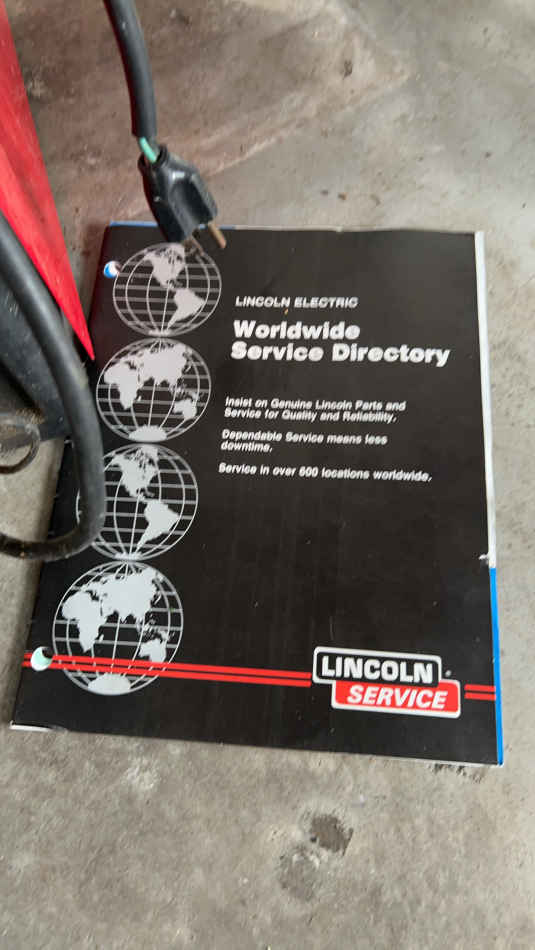 LINCOLN ELECTRIC
Worldwide
Service Directory
Insist on Genuine Lincoln Parts and
Service for Quality and Reliability.
Dependable Service means less
downtime.
Service in over 600 locations worldwide.
LINCOLN
SERVICE